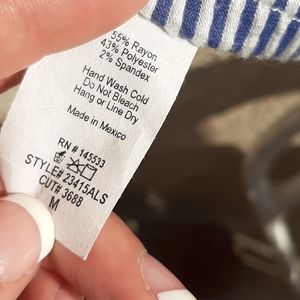 55% Rayon
43% Polyester
2% Spandex
Hand Wash Cold
Do Not Bleach
Hang or Line Dry
Made in Mexico
RN # 145533
STYLE# 23415ALS
CUT# 3688
M